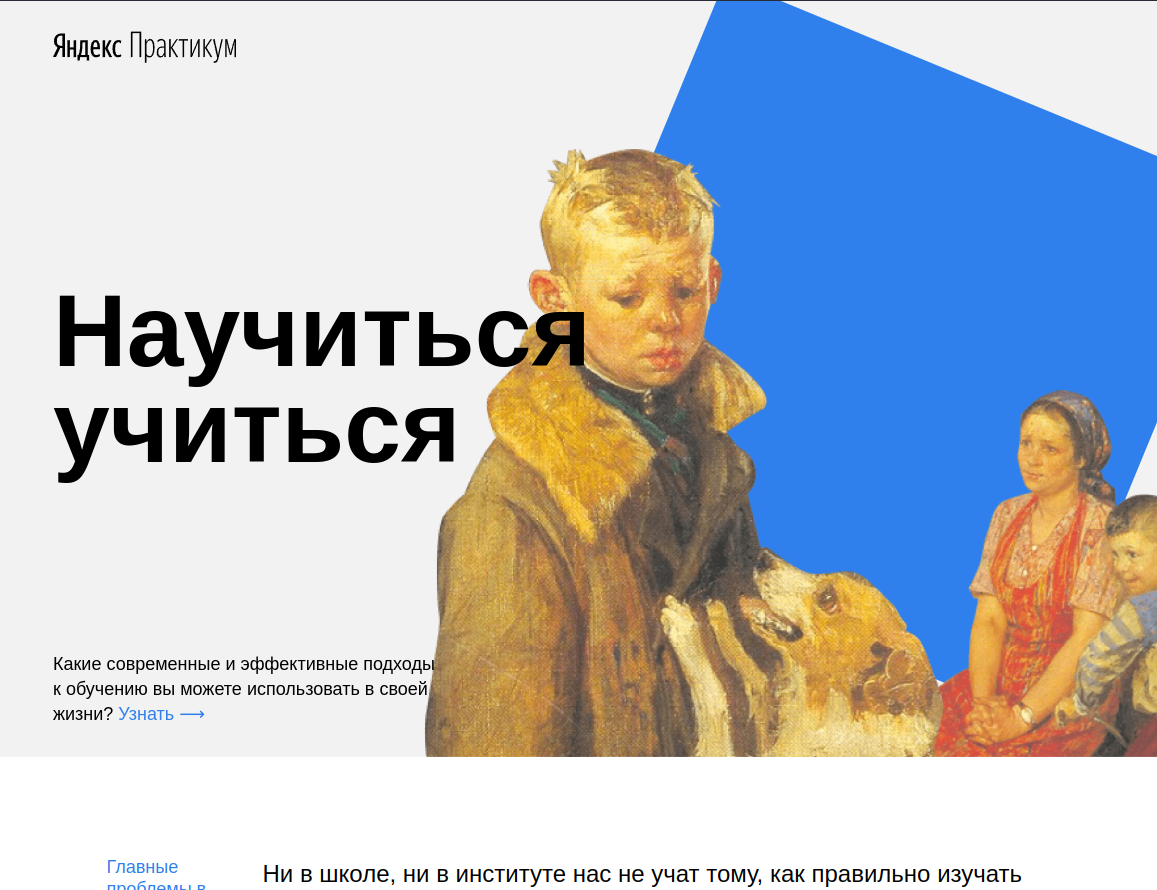 Яндекс Практикум
Научиться
учиться
Какие современные и эффективные подходы
к обучению вы можете использовать в своей
жизни? Узнать ⟶
Главные
проблемы в
Ни в школе, ни в институте нас не учат тому, как правильно изучать